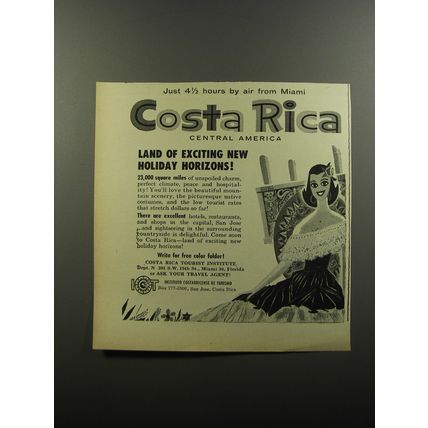 Just 4½ hours by air from Miami
Costa Rica
CENTRAL AMERICA
LAND OF EXCITING NEW
HOLIDAY HORIZONS!
23,000 square miles of unspoiled charm,
perfect climate, peace and hospital-
ity! You'll love the beautiful moun-
tain scenery, the picturesque native
costumes, and the low tourist rates
that stretch dollars so far!
There are excellent hotels, restaurants,
and shops in the capital, San Jose
and sightseeing in the surrounding
countryside is delightful. Come soon
to Costa Rica—land of exciting new
holiday horizons!
Write for free color folder!
COSTA RICA TOURIST INSTITUTE
Dept. N
Miami 36, Florida
or ASK YOUR TRAVEL AGENT!
INSTITUTO COSTARRICENSE DE TURISMO
Box 777-2500, San Jose, Costa Rica